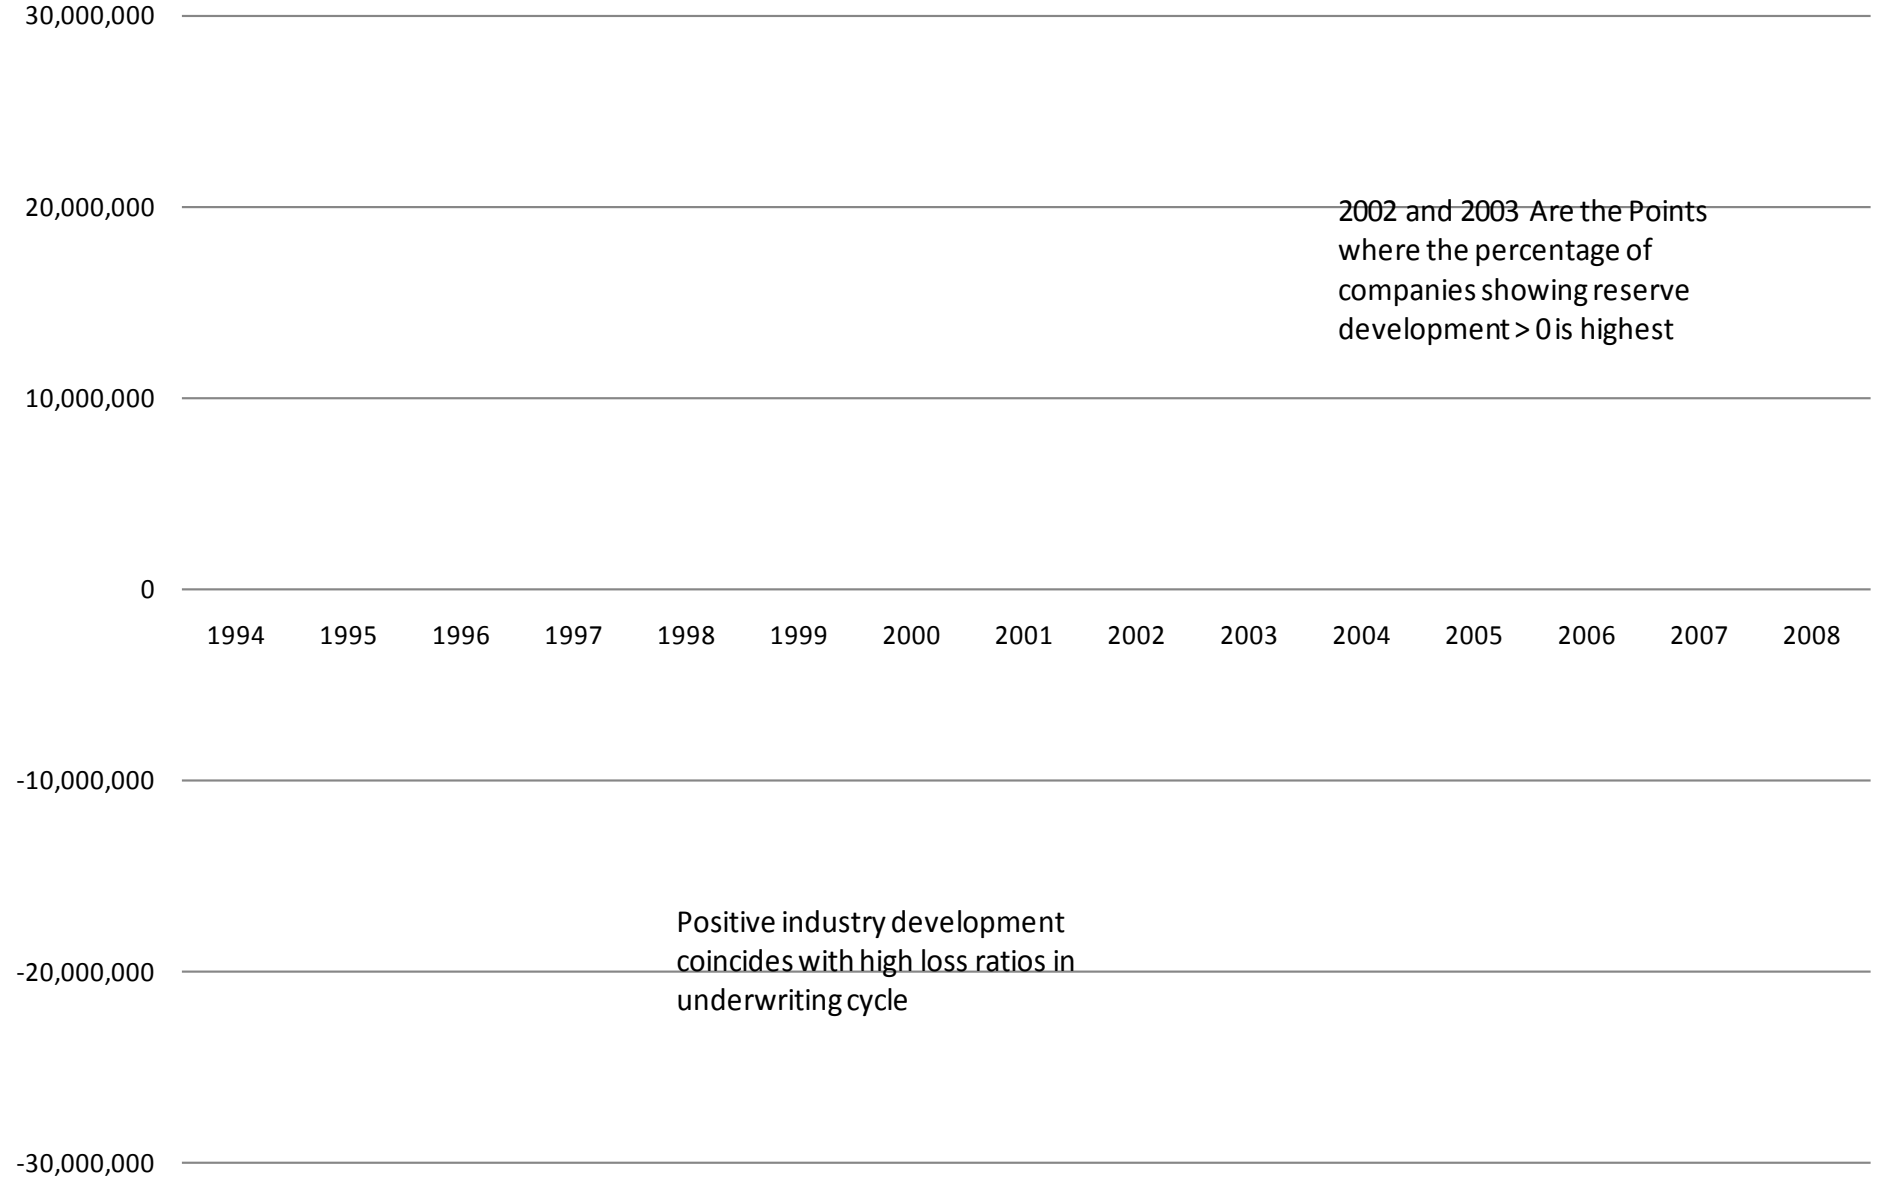 30,000,000
20,000,000
2002 and 2003 Are the Points
where the percentage of
companies showing reserve
development > 0 is highest
10,000,000
0
1994 1995 1996 1997 1998 1999 2000 2001 2002 2003 2004 2005 2006 2007 2008
-10,000,000
Positive industry development
coincides with high loss ratios in
underwriting cycle
-20,000,000
-30,000,000